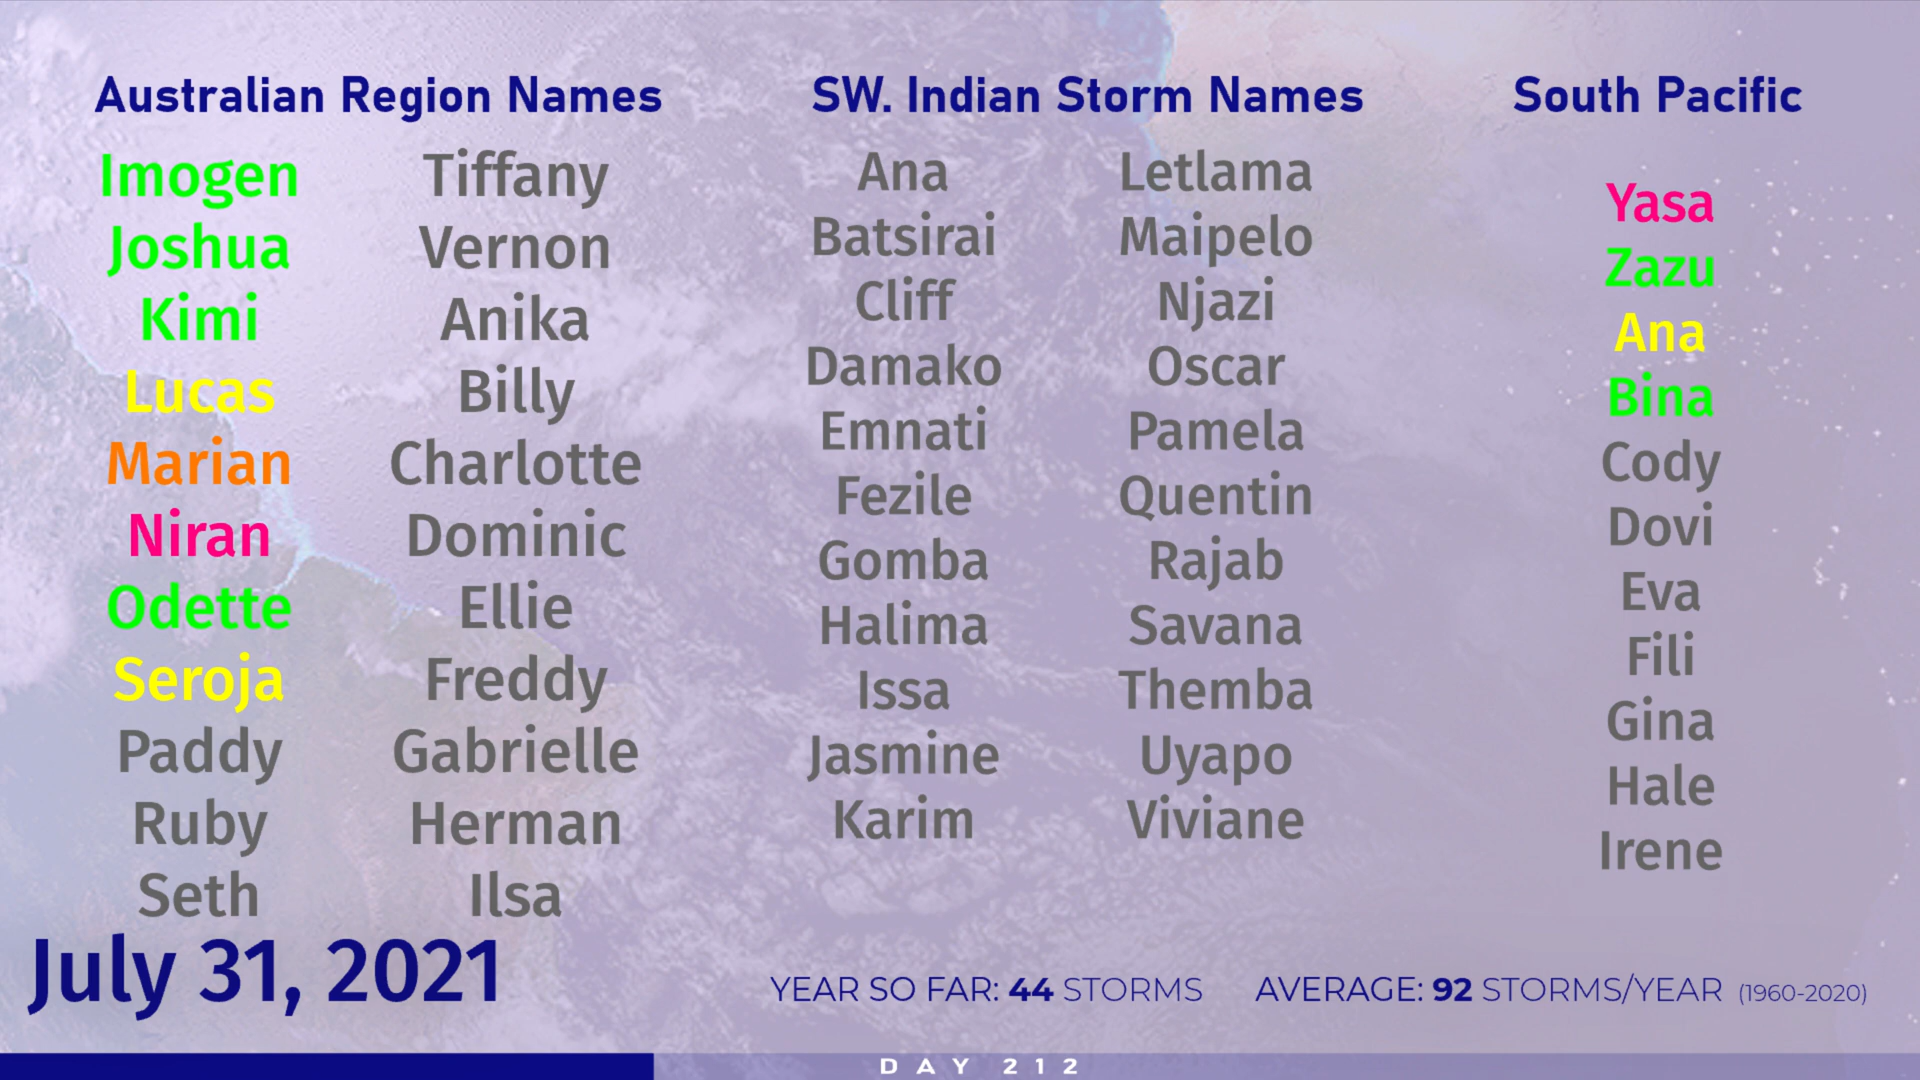 Australian Region Names
Imogen
Joshua
Kimi
Lucas
Marian
Niran
Odette
Seroja
Paddy
Ruby
Seth
Tiffany
Vernon
Anika
Billy
Charlotte
Dominic
Ellie
Freddy
Gabrielle
Herman
Ilsa
SW. Indian Storm Names
Ana
Batsirai
Cliff
Damako
Emnati
Fezile
Gomba
Halima
Issa
Jasmine
Karim
Letlama
Maipelo
Njazi
Oscar
Pamela
Quentin
Rajab
Savana
Themba
Uyapo
Viviane
South Pacific
Yasa
Zazu
Ana
Bina
Cody
Dovi
Eva
Fili
Gina
Hale
Irene
July 31, 2021
YEAR SO FAR: 44 STORMS
AVERAGE: 92 STORMS/YEAR (1960-2020)
DAY 212